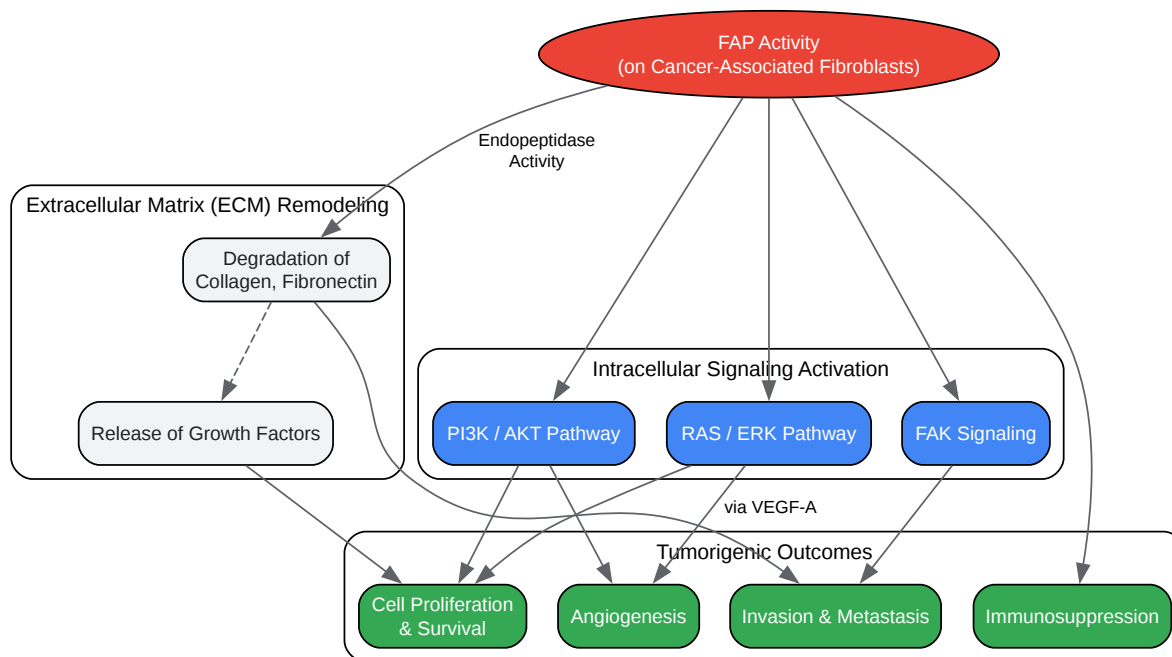 FAP Activity
(on Cancer-Associated Fibroblasts)
Endopeptidase
Activity
Extracellular Matrix (ECM) Remodeling
Degradation of
Collagen, Fibronectin
Release of Growth Factors
Intracellular Signaling Activation
PI3K / AKT Pathway
RAS / ERK Pathway
FAK Signaling
via VEGF-A
Tumorigenic Outcomes
Cell Proliferation
& Survival
Angiogenesis
Invasion & Metastasis
Immunosuppression